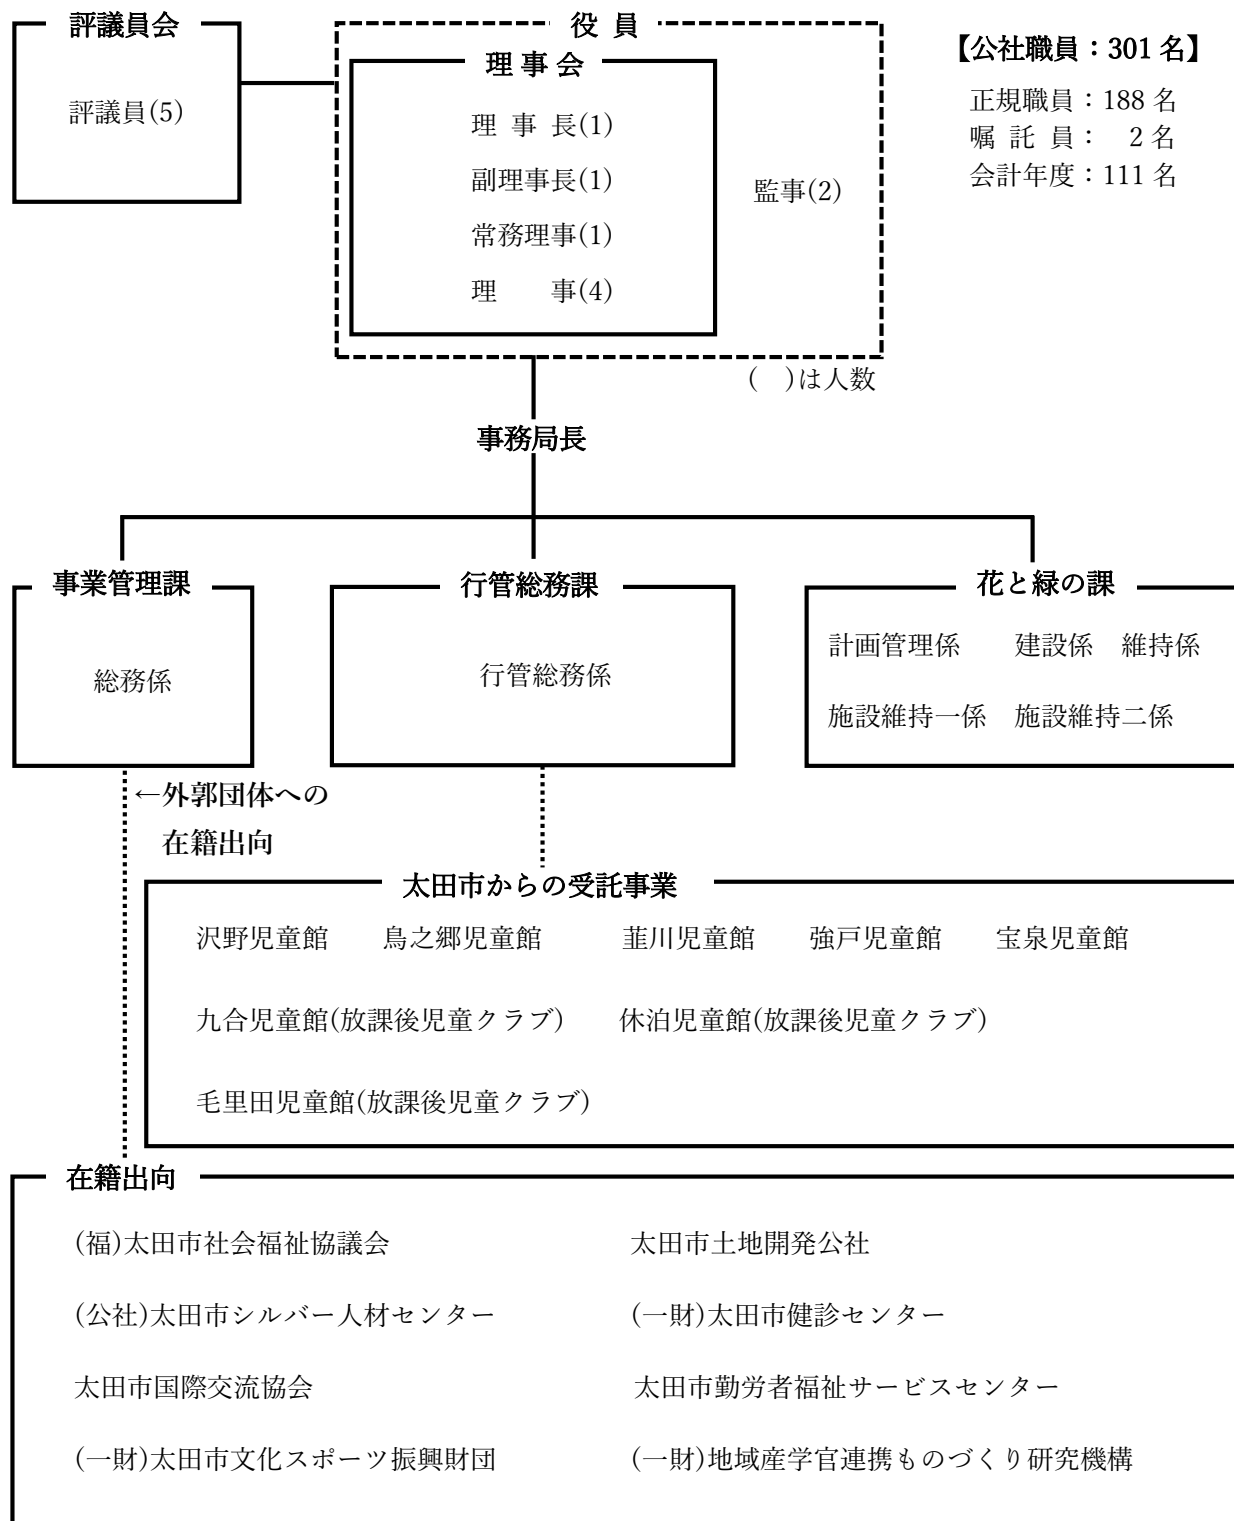 評議員会
評議員(5)
役 員
理 事 会
理 事 長(1)
副理事長(1)
常務理事(1)
理　　事(4)
監事(2)
(　)は人数
【公社職員：301 名】
正規職員：188 名
嘱 託 員：　2 名
会計年度：111 名
事務局長
事業管理課
総務係
行管総務課
行管総務係
花と緑の課
計画管理係　　建設係　維持係
施設維持一係　施設維持二係
←外郭団体への
在籍出向
太田市からの受託事業
沢野児童館　　鳥之郷児童館　　　韮川児童館　　強戸児童館　　宝泉児童館
九合児童館(放課後児童クラブ)　　休泊児童館(放課後児童クラブ)
毛里田児童館(放課後児童クラブ)
在籍出向
(福)太田市社会福祉協議会　　太田市土地開発公社
(公社)太田市シルバー人材センター　　(一財)太田市健診センター
太田市国際交流協会　　太田市勤労者福祉サービスセンター
(一財)太田市文化スポーツ振興財団　　(一財)地域産学官連携ものづくり研究機構